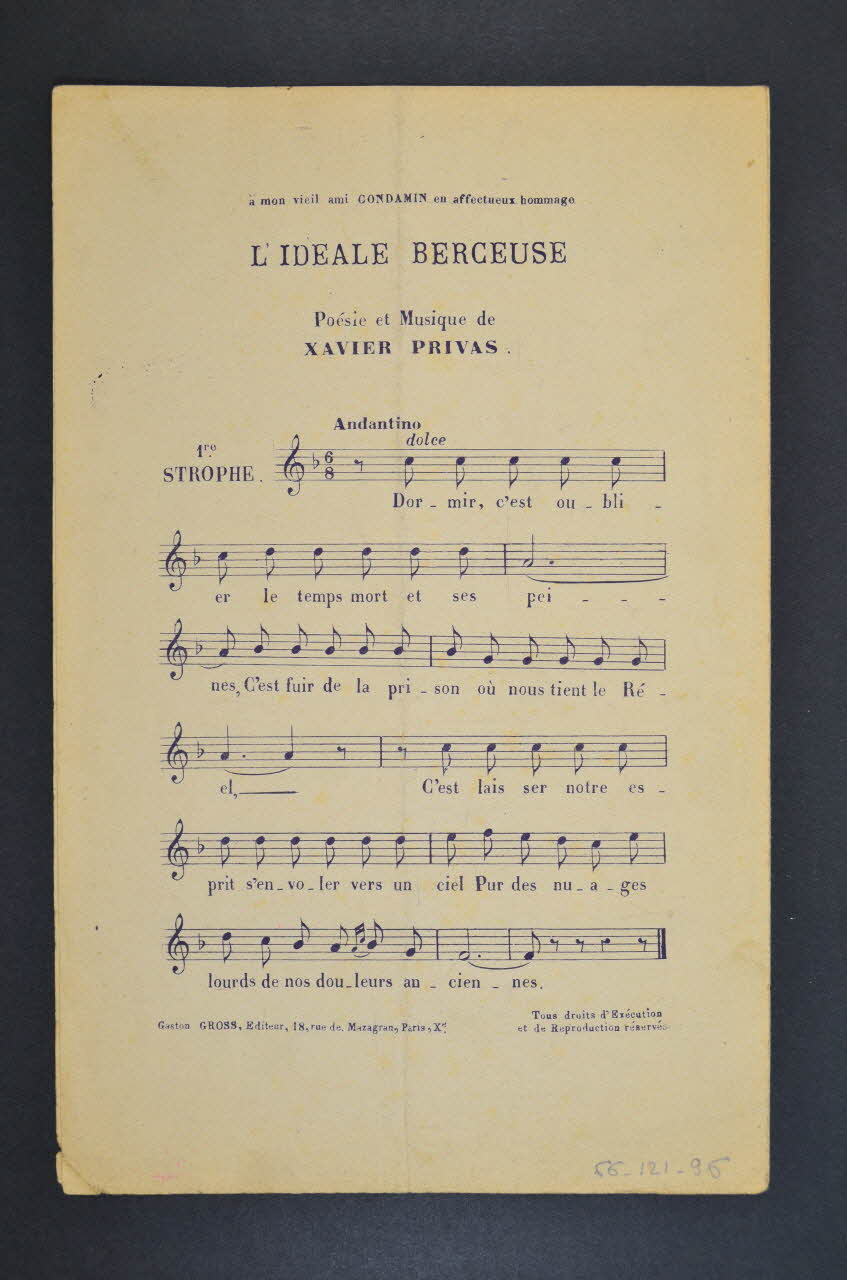 à mon vieil ami GONDAMIN en affectueux hommage
L'IDEALE BERCEUSE
Poésie et Musique de
XAVIER PRIVAS.
Andantino
dolce
1re
STROPHE.
6
8
Dor - mir, c'est ou - bli -
er le temps mort et ses pei - - -
nes, C'est fuir de la pri - son où nous tient le Ré -
el, C'est lais ser notre es -
prit s'en - vo - ler vers un ciel Pur des nu - a - ges
lourds de nos dou - leurs an - cien - nes.
Gaston GROSS, Editeur, 18, rue de. Mazagran, Paris, Xe.
Tous droits d'Exécution
et de Reproduction réservés
56-121-95